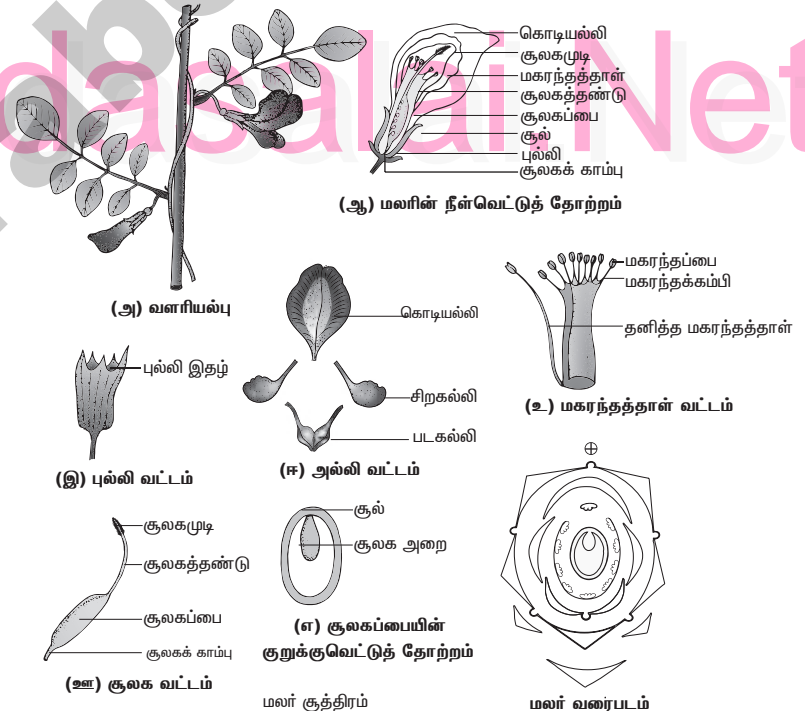 கொடியல்லி
சூலகமுடி
மகரந்தத்தாள்
சூலகத்தண்டு
சூலகப்பை
சூல்
புல்லி
சூலகக் காம்பு
(ஆ) மலரின் நீள்வெட்டுத் தோற்றம்
(அ) வளரியல்பு
கொடியல்லி
சிறகல்லி
படகல்லி
(ஈ) அல்லி வட்டம்
மகரந்தப்பை
மகரந்தக்கம்பி
தனித்த மகரந்தத்தாள்
(உ) மகரந்தத்தாள் வட்டம்
புல்லி இதழ்
(இ) புல்லி வட்டம்
சூலகமுடி
சூலகத்தண்டு
சூலகப்பை
சூலகக் காம்பு
(ஊ) சூலக வட்டம்
சூல்
சூலக அறை
(எ) சூலகப்பையின்
குறுக்குவெட்டுத் தோற்றம்
மலர் சூத்திரம்
மலர் வரைபடம்
dasalai.Net